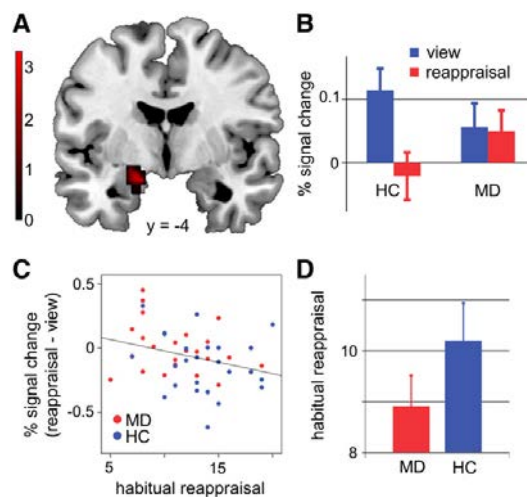 A
3
2
1
0
y = -4
B
view
reappraisal
% signal change
0.1
0
HC
MD
C
% signal change
(reappraisal - view)
0.5
0
-0.5
MD
HC
5
10
15
habitual reappraisal
D
habitual reappraisal
10
8
MD
HC